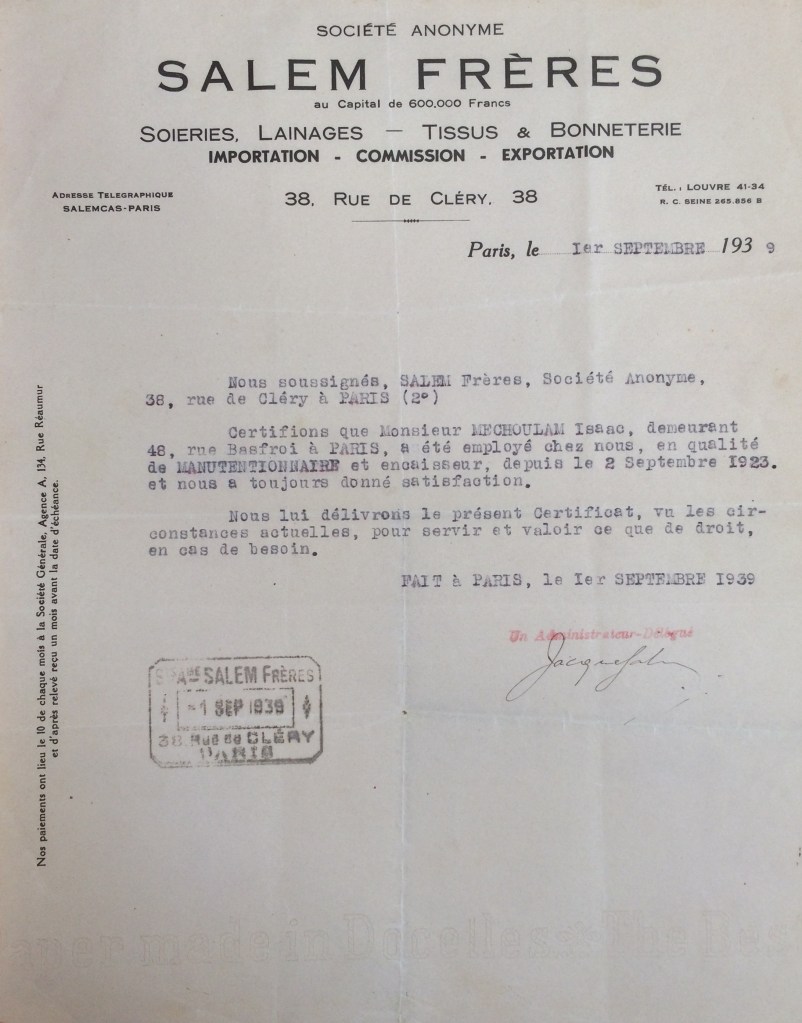 SOCIÉTÉ ANONYME
SALEM FRÈRES
au Capital de 600.000 Francs
SOIERIES, LAINAGES — TISSUS & BONNETERIE
IMPORTATION - COMMISSION - EXPORTATION
ADRESSE TELEGRAPHIQUE
SALEMCAS-PARIS
38, RUE DE CLÉRY, 38
TÉL. : LOUVRE 41-34
R. C. SEINE 265.856 B
Paris, le 1er SEPTEMBRE 1939
Nous soussignés, SALEM Frères, Société Anonyme,
38, rue de Cléry à PARIS (2°)
Certifions que Monsieur MECHOULAM Isaac, demeurant
48, rue Basfroi à PARIS, a été employé chez nous, en qualité
de MANUTENTIONNAIRE et encaisseur, depuis le 2 Septembre 1923.
et nous a toujours donné satisfaction.
Nous lui délivrons le présent Certificat, vu les cir-
constances actuelles, pour servir et valoir ce que de droit,
en cas de besoin.
FAIT à PARIS, le 1er SEPTEMBRE 1939
Un Administrateur-Délégué
Jacques Salem
Sté Ame SALEM FRÈRES
-1 SEP 1939
38, Rue de CLÉRY
PARIS
Nos paiements ont lieu le 10 de chaque mois à la Société Générale, Agence A, 134, Rue Réaumur
et d'après relevé reçu un mois avant la date d'échéance.
made in